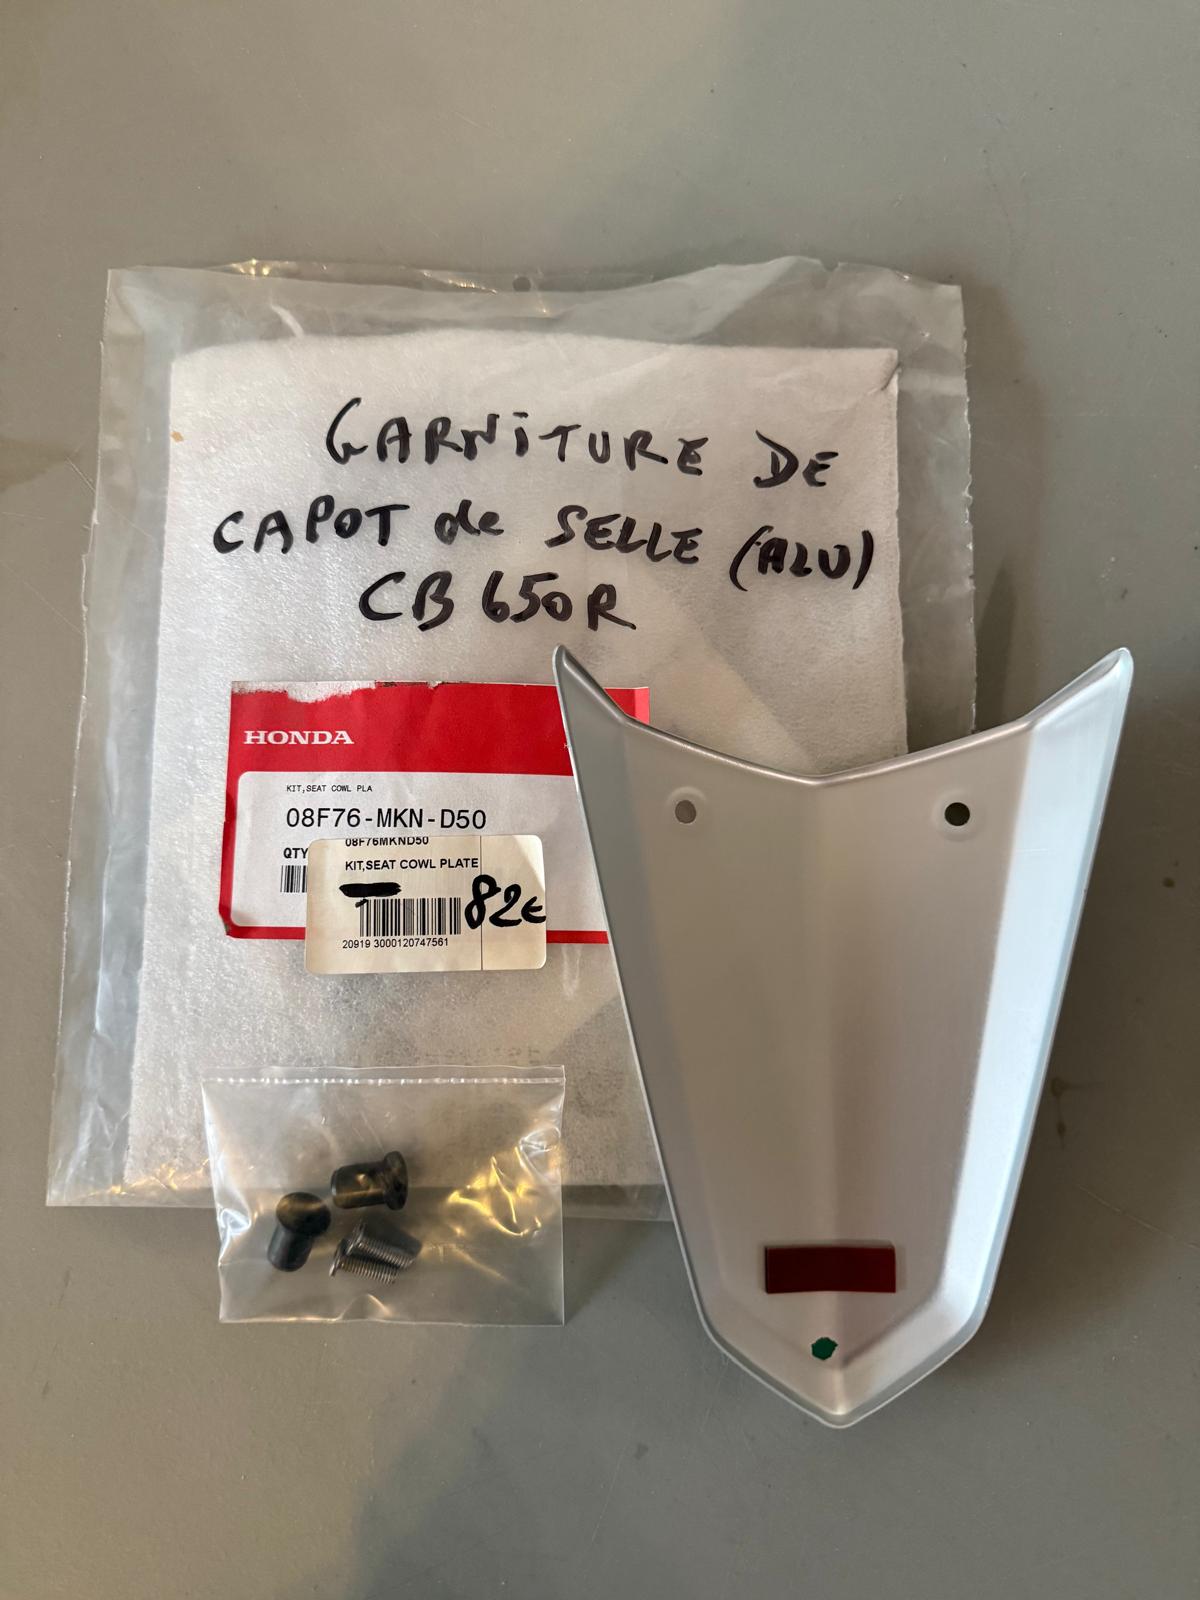 GARNiTURE DE
CAPOT de SELLE (ALU)
CB 650R
HONDA
KIT,SEAT COWL PLA
08F76-MKN-D50
QTY
08F76MKND50
KIT,SEAT COWL PLATE
82€
20919 3000120747561